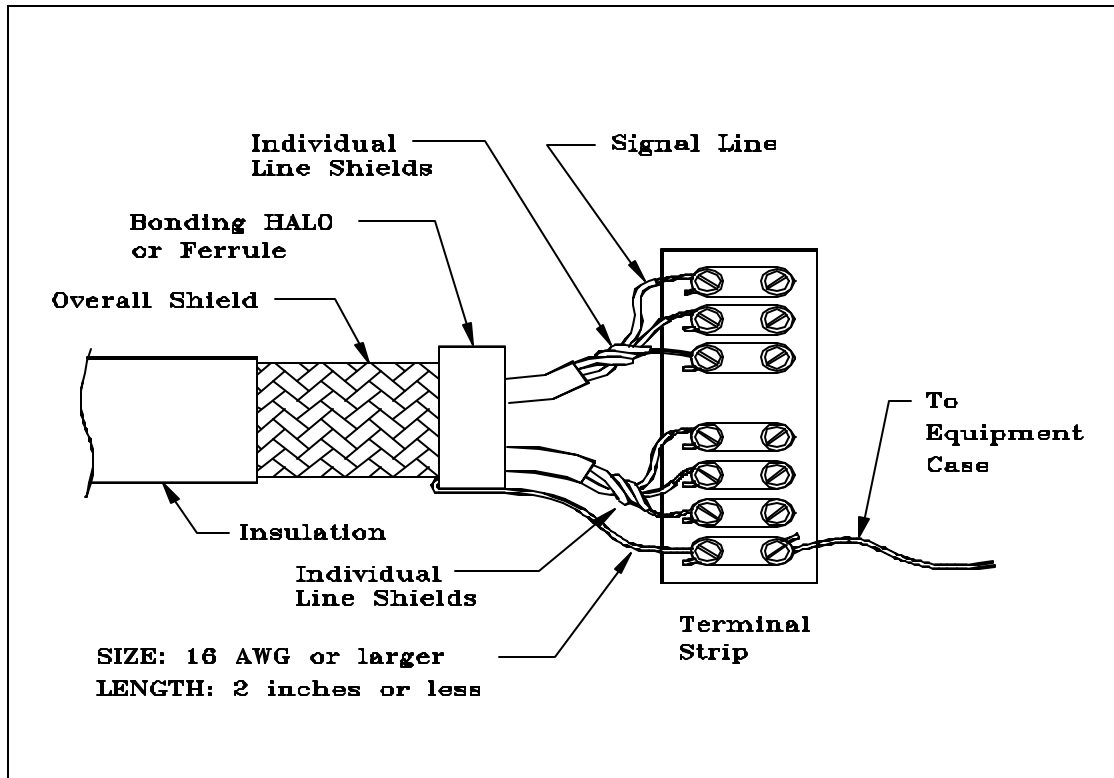 Individual
Line Shields
Signal Line
Bonding HALO
or Ferrule
Overall Shield
To
Equipment
Case
Insulation
Individual
Line Shields
Terminal
Strip
SIZE: 16 AWG or larger
LENGTH: 2 inches or less